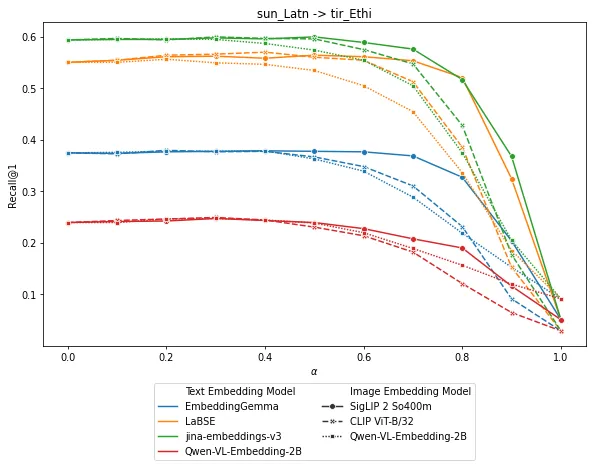 sun_Latn -> tir_Ethi
0.6
0.5
0.4
0.3
0.2
0.1
Recall@1
0.0 0.2 0.4 0.6 0.8 1.0
α
Text Embedding Model Image Embedding Model
EmbeddingGemma SigLIP 2 So400m
LaBSE CLIP ViT-B/32
jina-embeddings-v3 Qwen-VL-Embedding-2B
Qwen-VL-Embedding-2B